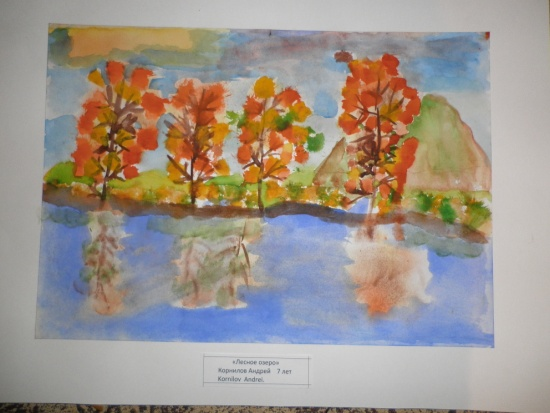 «Лесное озеро»
Корнилов Андрей 7 лет
Kornilov Andrei.